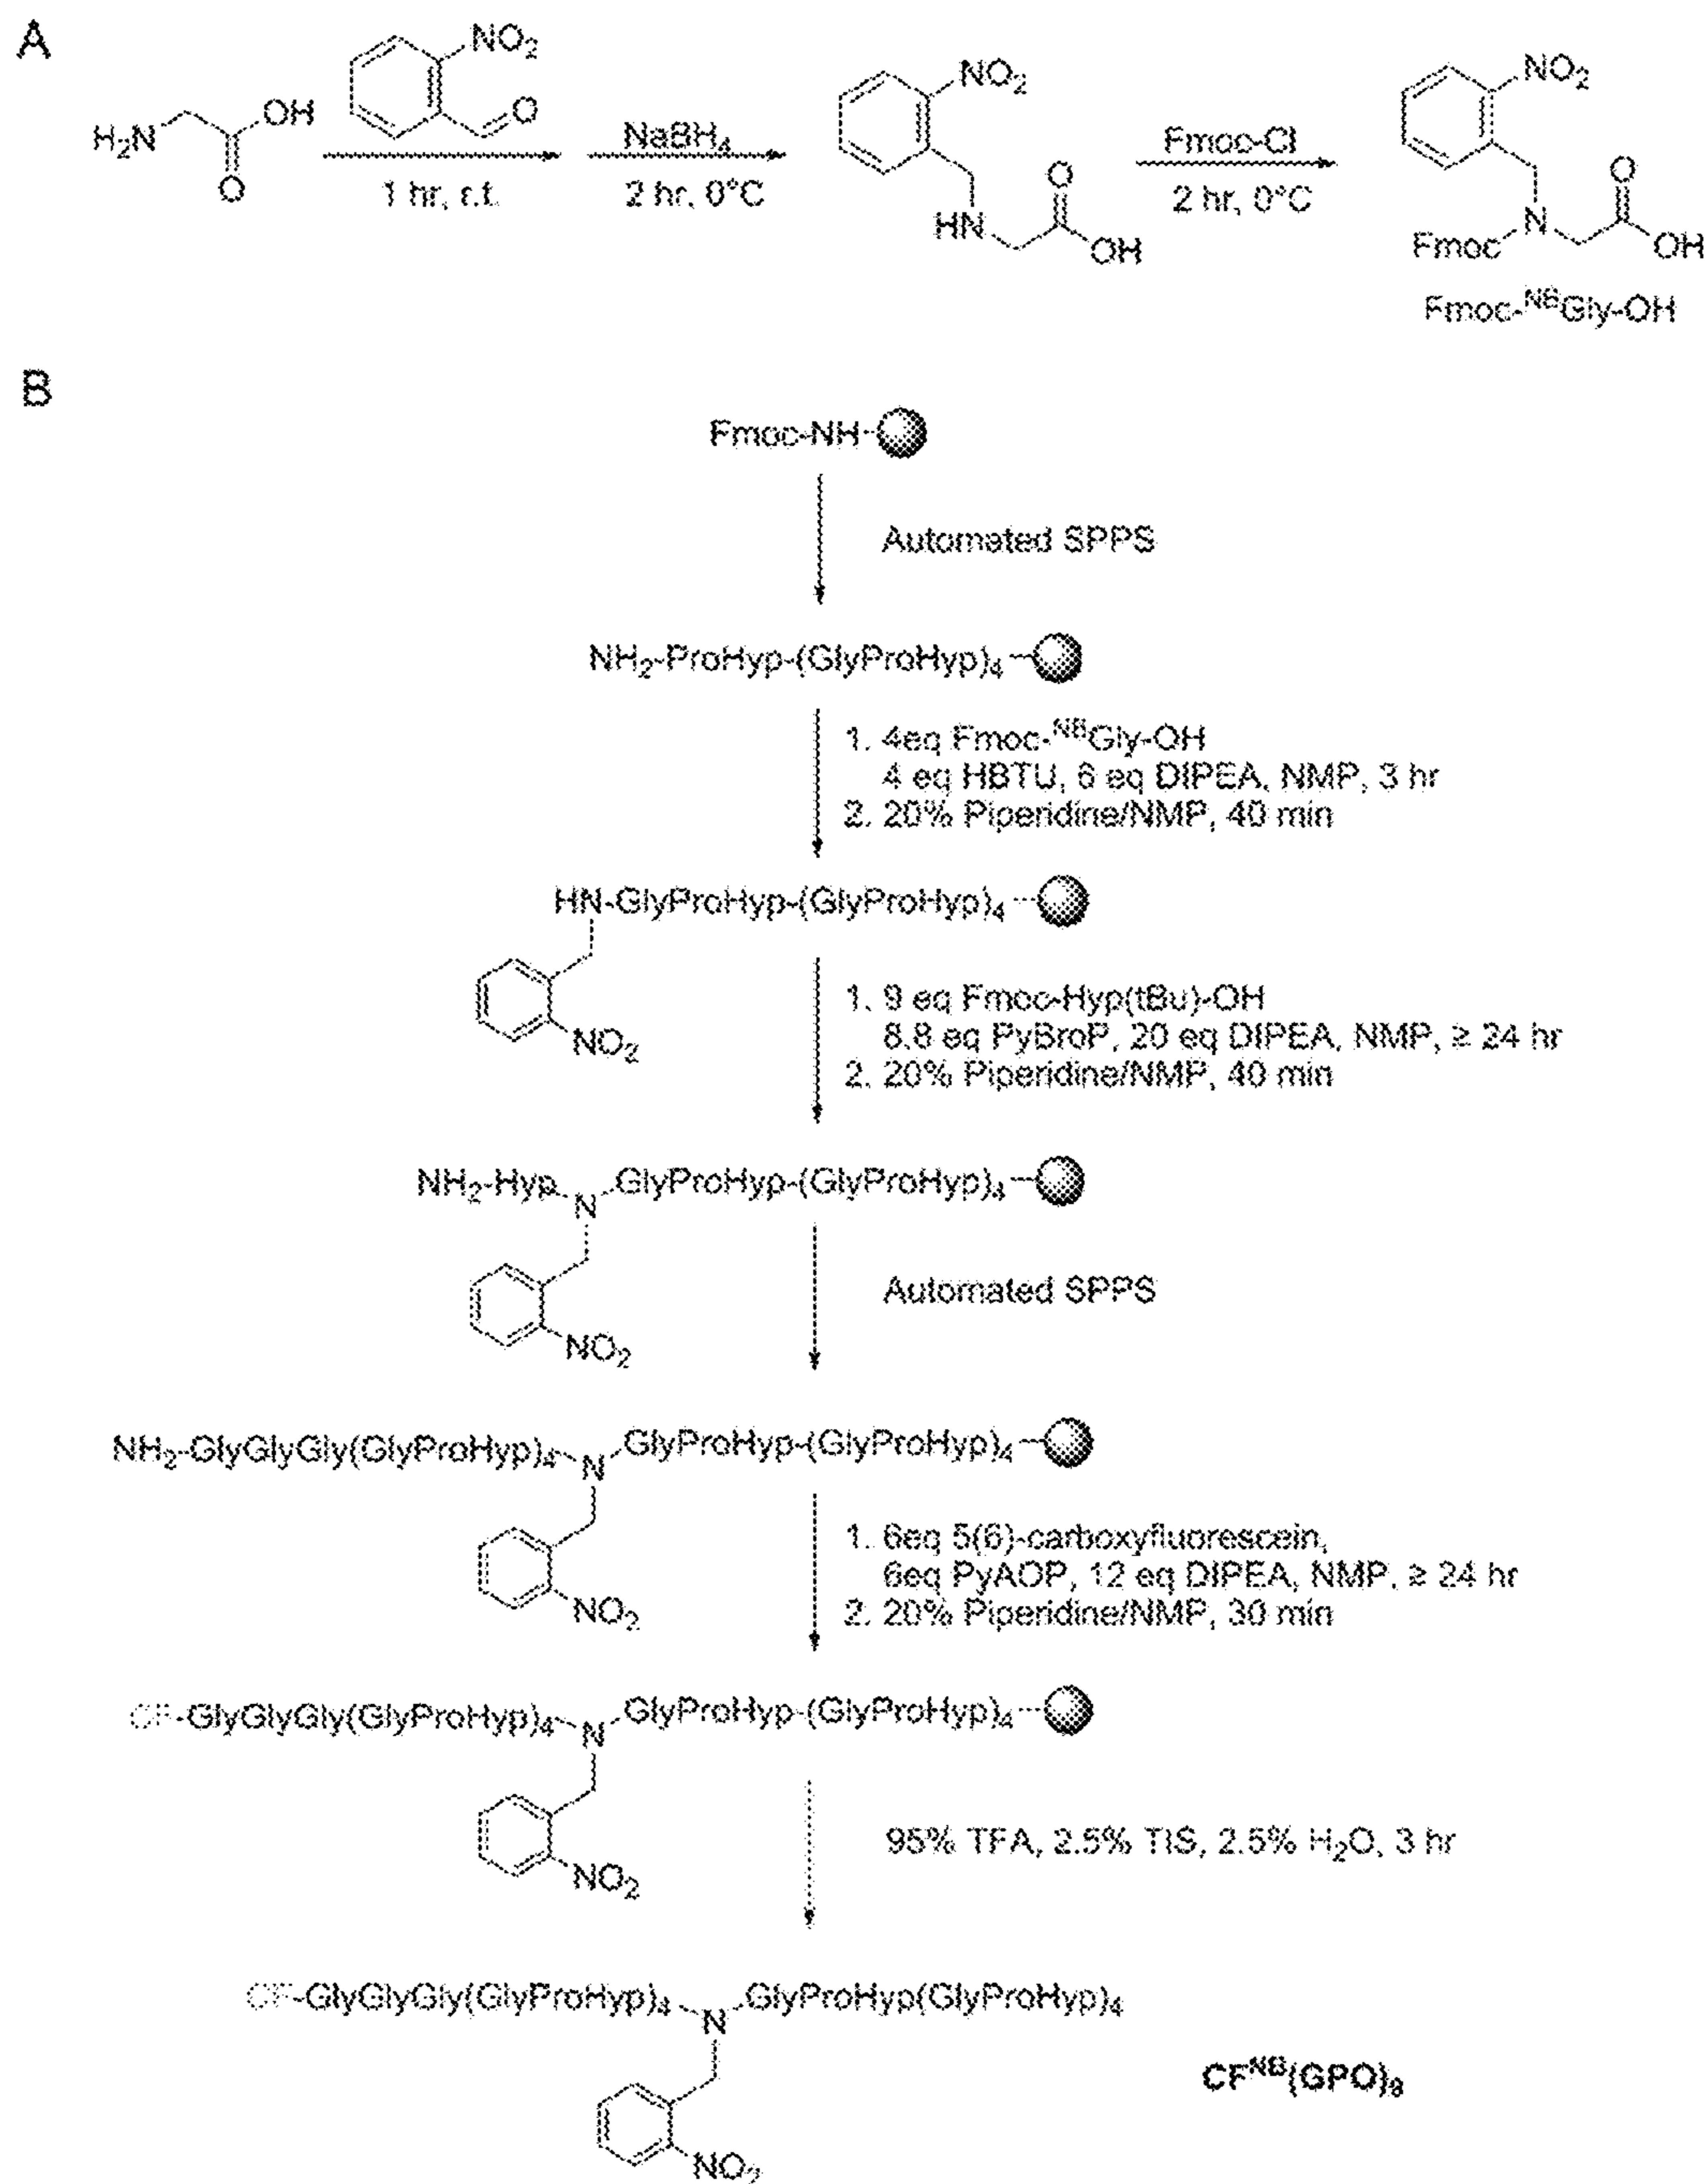 A
H₂N
OH
O
NO₂
O
1 hr, r.t.
NaBH₄
2 hr, 0°C
NO₂
HN
O
OH
Fmoc-Cl
2 hr, 0°C
NO₂
N
Fmoc
O
OH
Fmoc-ᴺᴮGly-OH
B
Fmoc-NH
Automated SPPS
NH₂-ProHyp-(GlyProHyp)₄
1. 4eq Fmoc-ᴺᴮGly-OH
4 eq HBTU, 6 eq DIPEA, NMP, 3 hr
2. 20% Piperidine/NMP, 40 min
HN-GlyProHyp-(GlyProHyp)₄
NO₂
1. 9 eq Fmoc-Hyp(tBu)-OH
8.8 eq PyBroP, 20 eq DIPEA, NMP, ≥ 24 hr
2. 20% Piperidine/NMP, 40 min
NH₂-Hyp N GlyProHyp-(GlyProHyp)₄
NO₂
Automated SPPS
NH₂-GlyGlyGly(GlyProHyp)₄ N GlyProHyp-(GlyProHyp)₄
NO₂
1. 6eq 5(6)-carboxyfluorescein,
6eq PyAOP, 12 eq DIPEA, NMP, ≥ 24 hr
2. 20% Piperidine/NMP, 30 min
CF-GlyGlyGly(GlyProHyp)₄ N GlyProHyp-(GlyProHyp)₄
NO₂
95% TFA, 2.5% TIS, 2.5% H₂O, 3 hr
CF-GlyGlyGly(GlyProHyp)₄ N GlyProHyp(GlyProHyp)₄
NO₂
CFᴺᴮ(GPO)₉